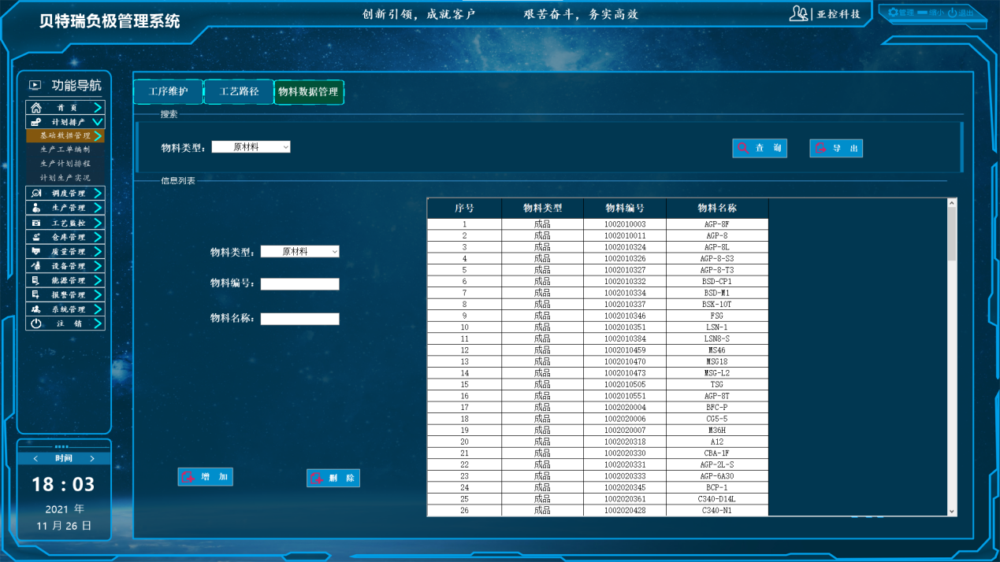 贝特瑞负极管理系统
创新引领，成就客户 艰苦奋斗，务实高效
亚控科技
管理 缩小 退出
功能导航
首 页
计划排产
基础数据管理
生产工单编制
生产计划排程
计划生产实况
调度管理
生产管理
工艺监控
仓库管理
质量管理
设备管理
能源管理
报警管理
系统管理
注 销
< 时间 >
18 : 03
2021 年
11 月 26 日
工序维护 工艺路径 物料数据管理
搜索
物料类型： 原材料 查 询 导 出
信息列表
物料类型： 原材料
物料编号：
物料名称：
增 加 删 除
序号 物料类型 物料编号 物料名称
1 成品 1002010003 AGP-8F
2 成品 1002010011 AGP-8
3 成品 1002010324 AGP-8L
4 成品 1002010326 AGP-8-S3
5 成品 1002010327 AGP-8-T3
6 成品 1002010332 BSD-CP1
7 成品 1002010334 BSD-M1
8 成品 1002010337 BSK-10T
9 成品 1002010346 FSG
10 成品 1002010351 LSN-1
11 成品 1002010384 LSN8-S
12 成品 1002010459 MS46
13 成品 1002010470 MSG18
14 成品 1002010473 MSG-L2
15 成品 1002010505 TSG
16 成品 1002010551 AGP-8T
17 成品 1002020004 BFC-P
18 成品 1002020006 CG5-5
19 成品 1002020007 M36H
20 成品 1002020318 A12
21 成品 1002020330 CBA-1F
22 成品 1002020331 AGP-2L-S
23 成品 1002020333 AGP-6A30
24 成品 1002020345 BCP-1
25 成品 1002020361 C340-D14L
26 成品 1002020428 C340-N1